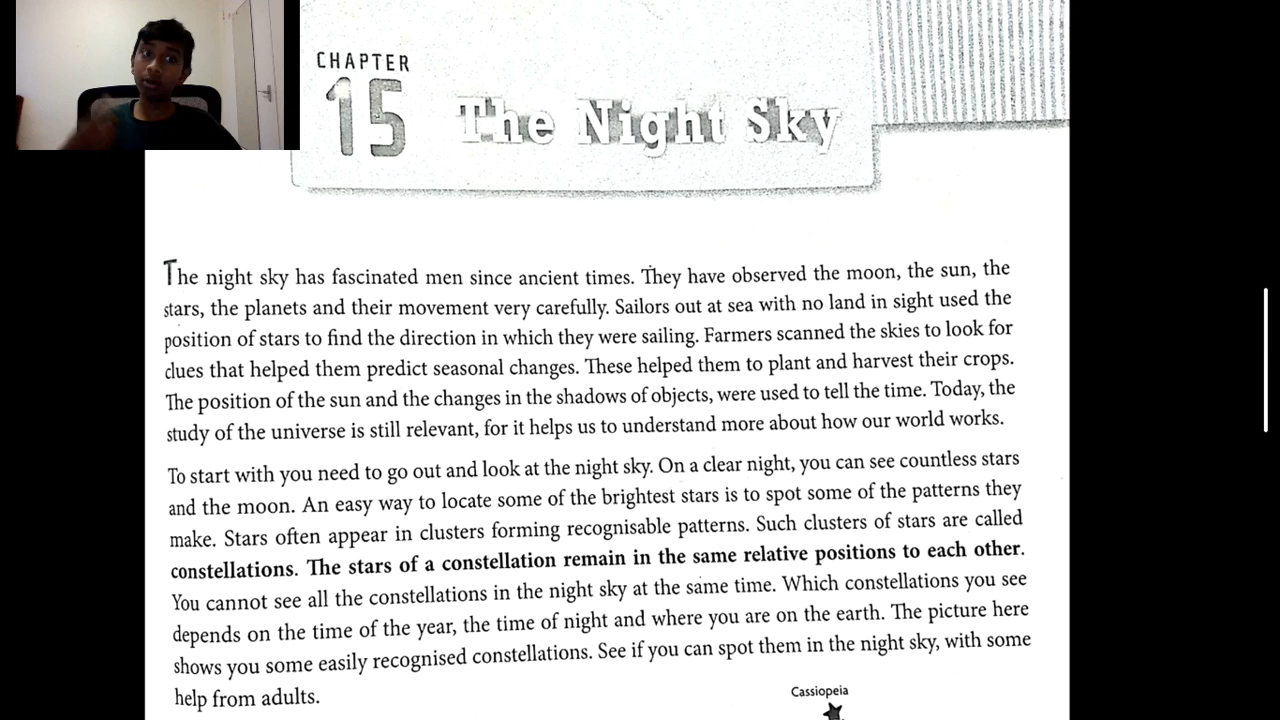 CHAPTER
15
The Night Sky
The night sky has fascinated men since ancient times. They have observed the moon, the sun, the
stars, the planets and their movement very carefully. Sailors out at sea with no land in sight used the
position of stars to find the direction in which they were sailing. Farmers scanned the skies to look for
clues that helped them predict seasonal changes. These helped them to plant and harvest their crops.
The position of the sun and the changes in the shadows of objects, were used to tell the time. Today, the
study of the universe is still relevant, for it helps us to understand more about how our world works.
To start with you need to go out and look at the night sky. On a clear night, you can see countless stars
and the moon. An easy way to locate some of the brightest stars is to spot some of the patterns they
make. Stars often appear in clusters forming recognisable patterns. Such clusters of stars are called
constellations. The stars of a constellation remain in the same relative positions to each other.
You cannot see all the constellations in the night sky at the same time. Which constellations you see
depends on the time of the year, the time of night and where you are on the earth. The picture here
shows you some easily recognised constellations. See if you can spot them in the night sky, with some
help from adults.
Cassiopeia